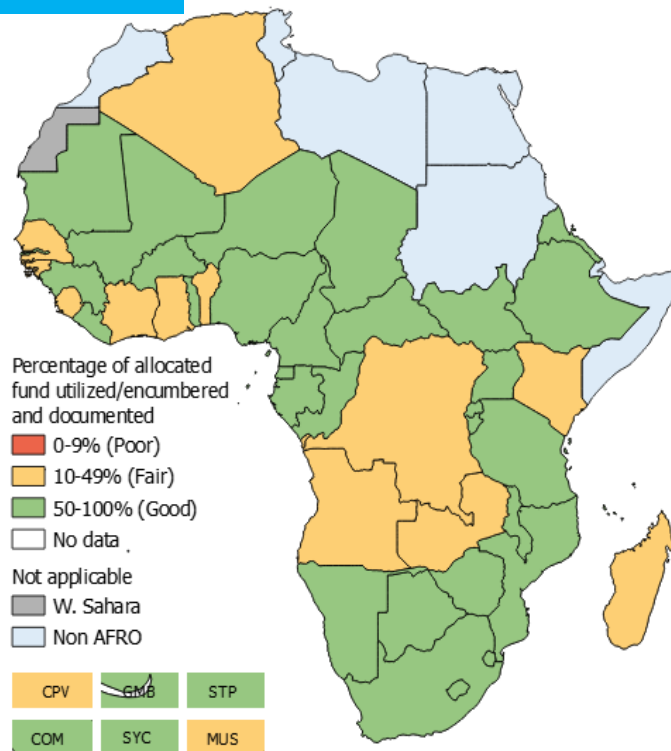 Percentage of allocated
fund utilized/encumbered
and documented
0-9% (Poor)
10-49% (Fair)
50-100% (Good)
No data
Not applicable
W. Sahara
Non AFRO
CPV GMB STP
COM SYC MUS